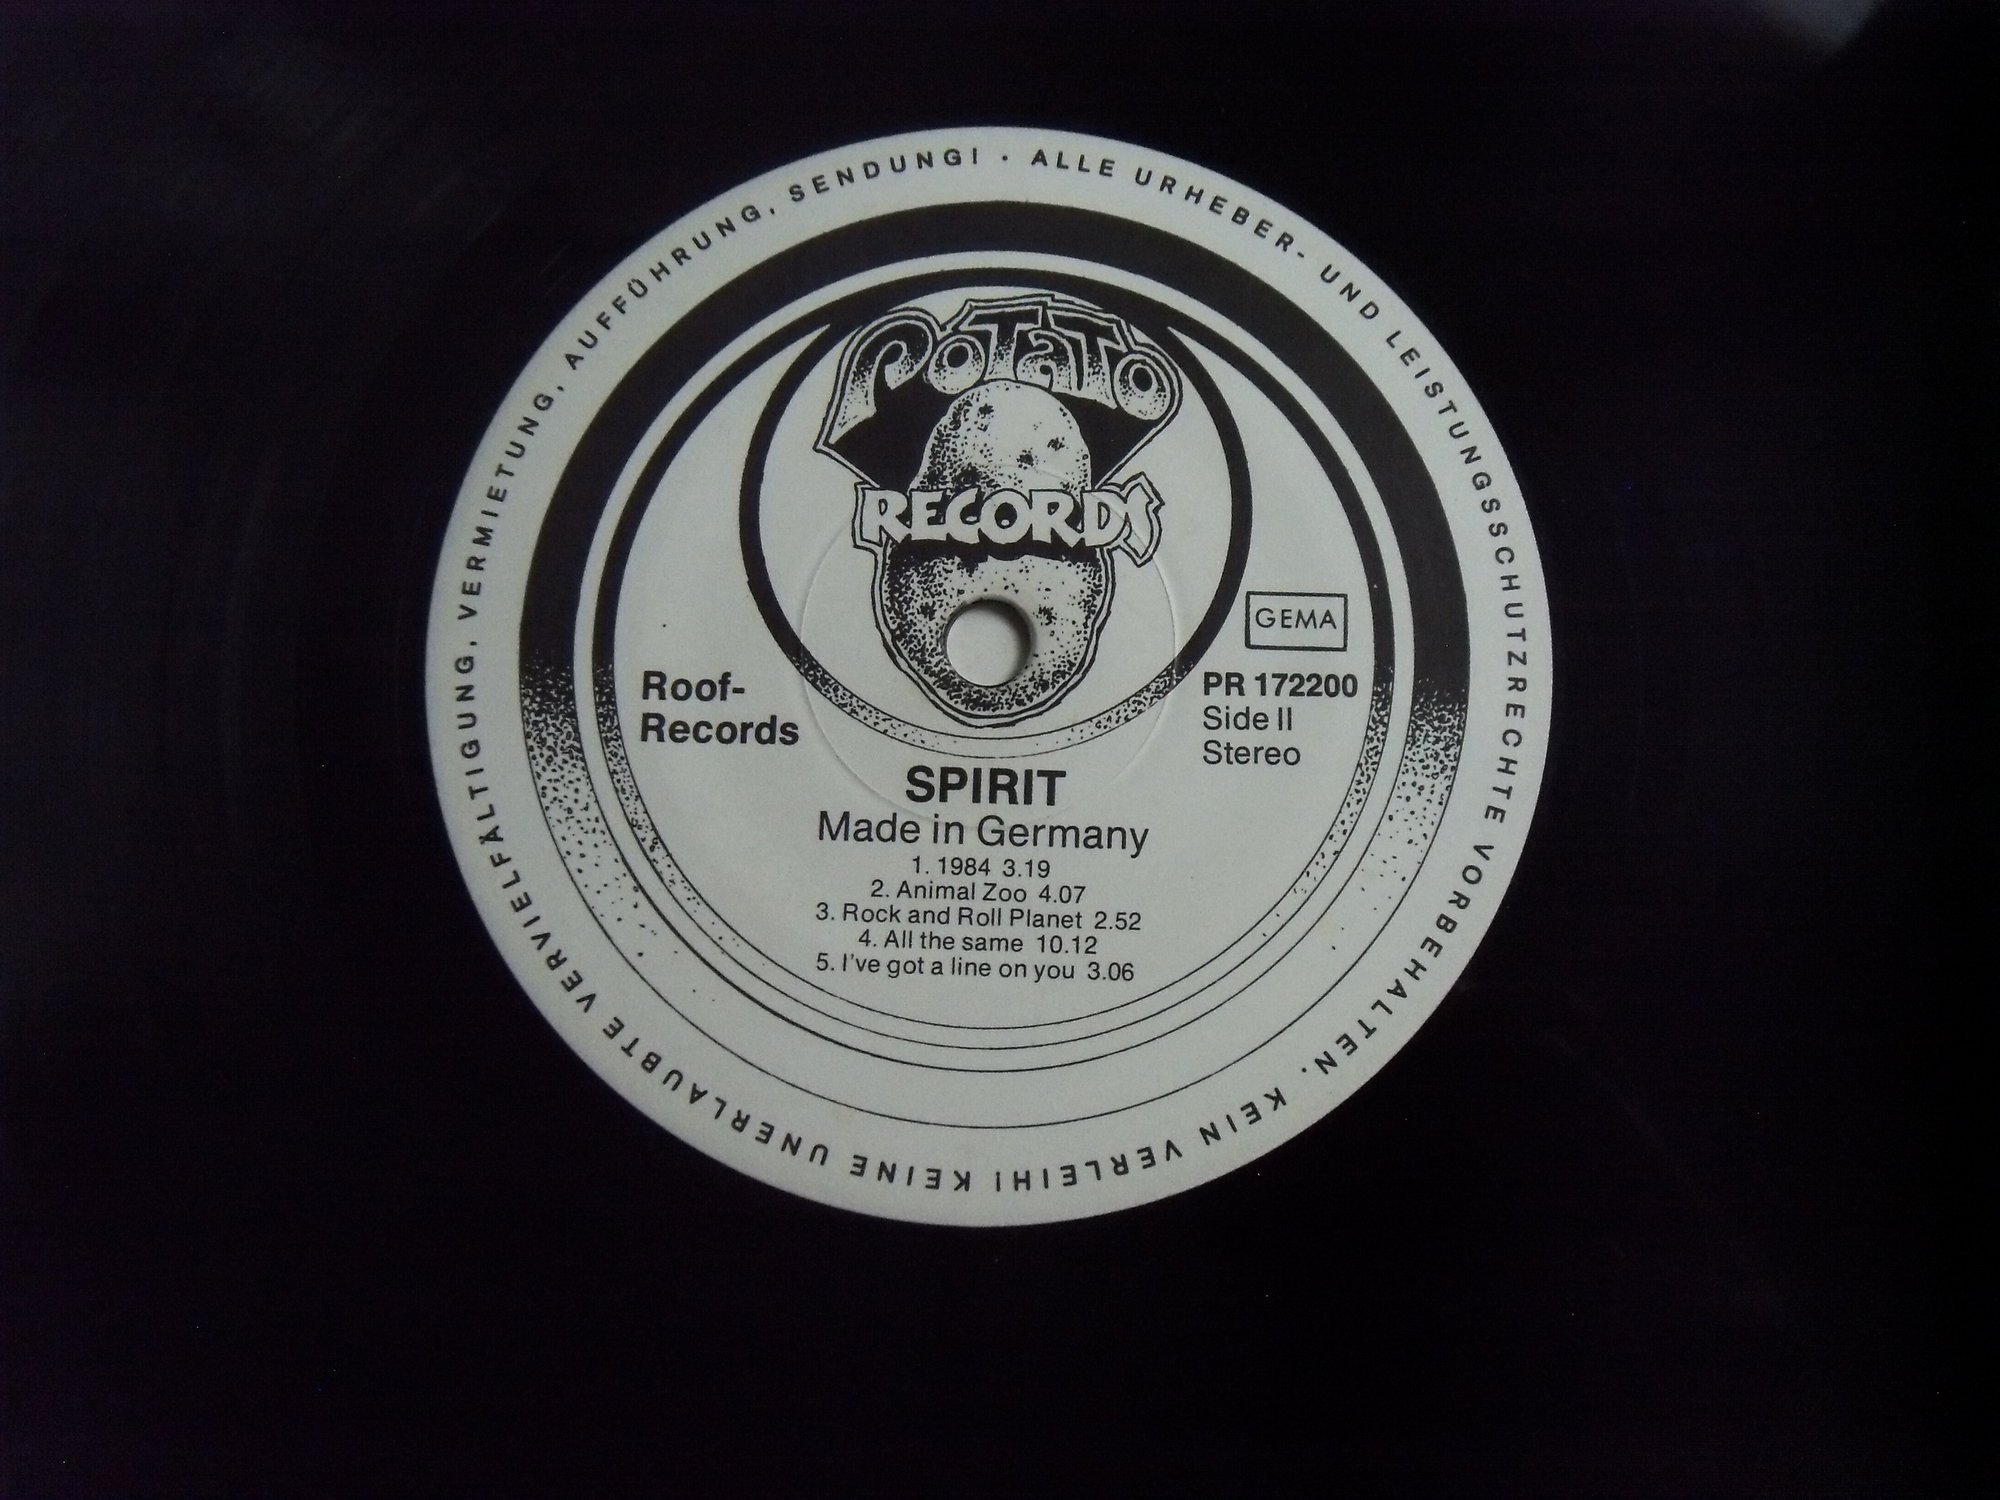 POTATO
RECORDS
GEMA
Roof-
Records
PR 172200
Side II
Stereo
SPIRIT
Made in Germany
1. 1984 3.19
2. Animal Zoo 4.07
3. Rock and Roll Planet 2.52
4. All the same 10.12
5. I've got a line on you 3.06
ALLE URHEBER- UND LEISTUNGSSCHUTZRECHTE VORBEHALTEN. KEIN VERLEIH! KEINE UNERLAUBTE VERVIELFÄLTIGUNG, VERMIETUNG, AUFFÜHRUNG, SENDUNG! ·